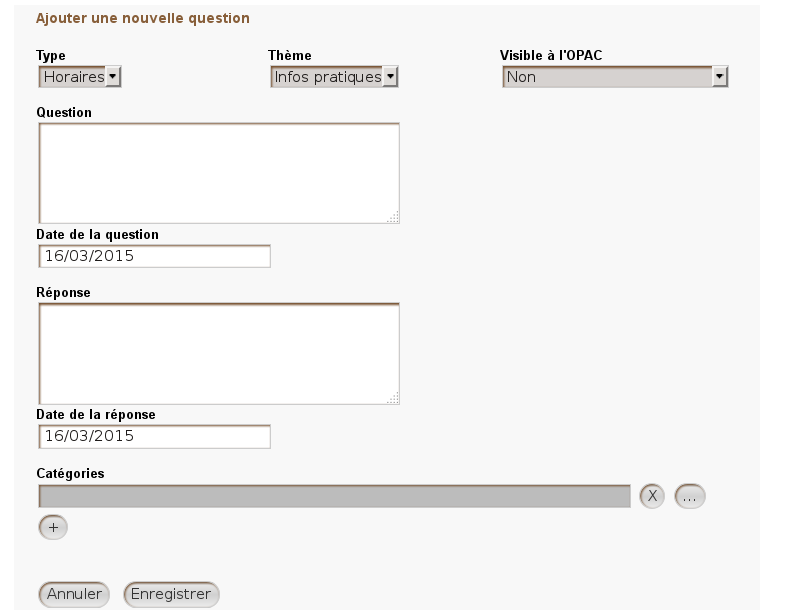 Ajouter une nouvelle question
Type Thème Visible à l'OPAC
Horaires Infos pratiques Non
Question
Date de la question
16/03/2015
Réponse
Date de la réponse
16/03/2015
Catégories
X ...
+
Annuler Enregistrer